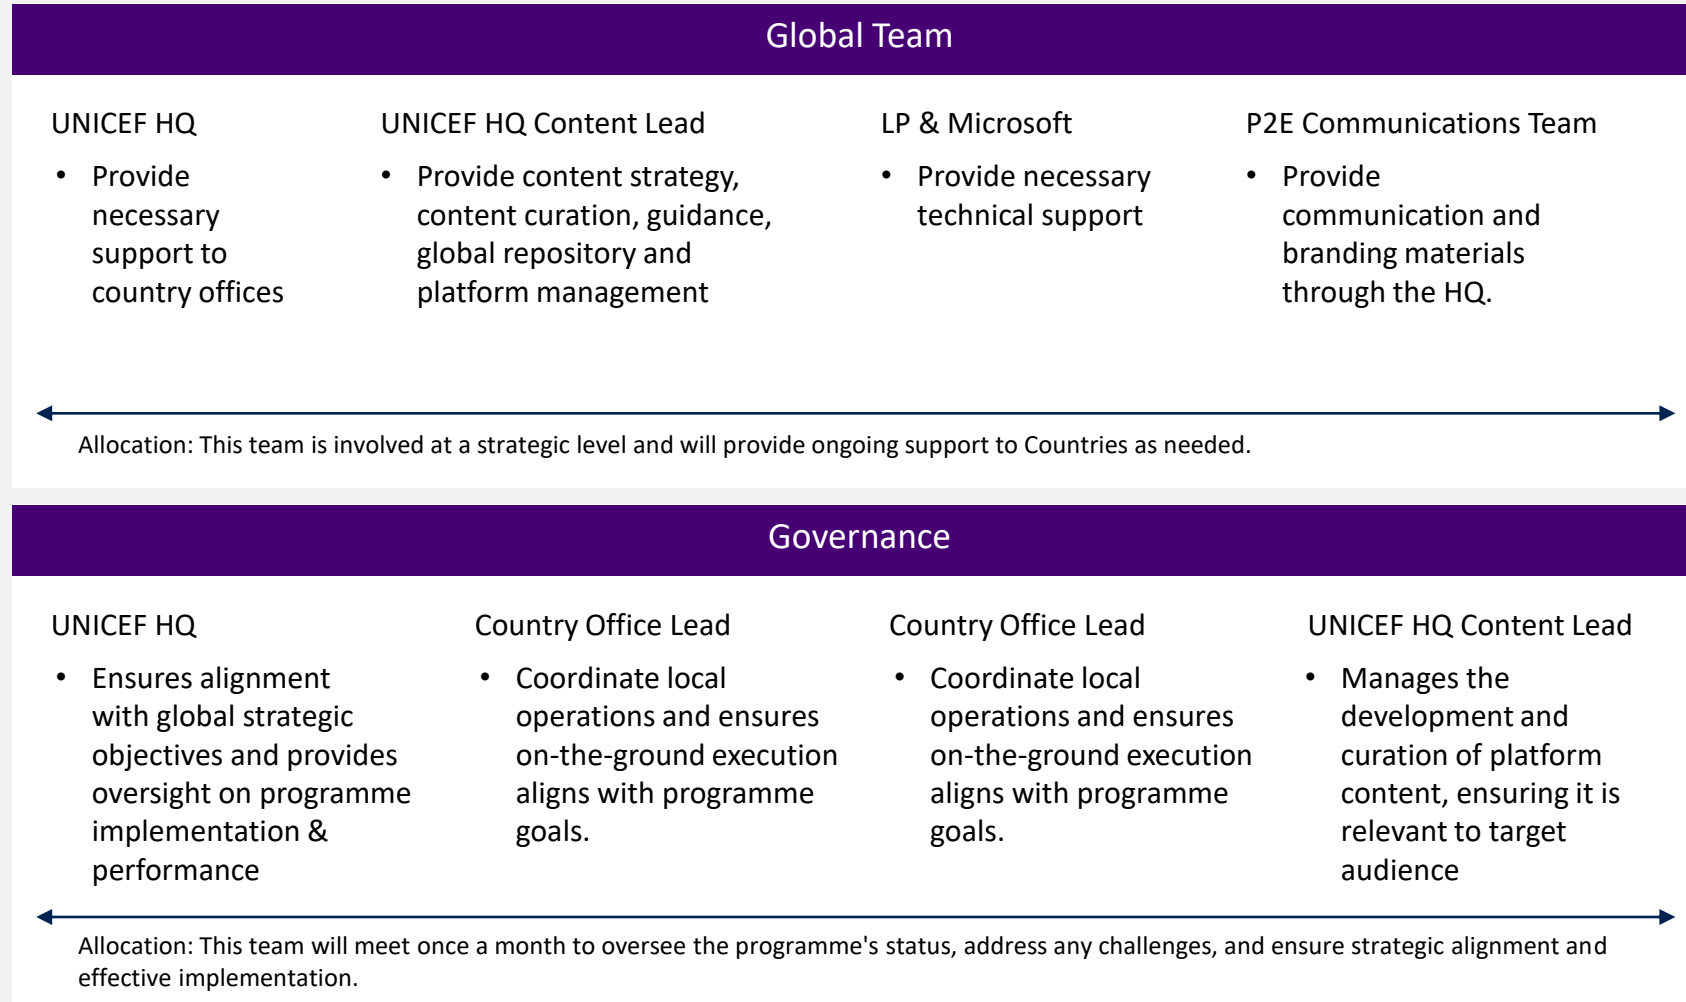 Global Team
UNICEF HQ
• Provide
necessary
support to
country offices
UNICEF HQ Content Lead
• Provide content strategy,
content curation, guidance,
global repository and
platform management
LP & Microsoft
• Provide necessary
technical support
P2E Communications Team
• Provide
communication and
branding materials
through the HQ.
Allocation: This team is involved at a strategic level and will provide ongoing support to Countries as needed.
Governance
UNICEF HQ
• Ensures alignment
with global strategic
objectives and provides
oversight on programme
implementation &
performance
Country Office Lead
• Coordinate local
operations and ensures
on-the-ground execution
aligns with programme
goals.
Country Office Lead
• Coordinate local
operations and ensures
on-the-ground execution
aligns with programme
goals.
UNICEF HQ Content Lead
• Manages the
development and
curation of platform
content, ensuring it is
relevant to target
audience
Allocation: This team will meet once a month to oversee the programme's status, address any challenges, and ensure strategic alignment and
effective implementation.